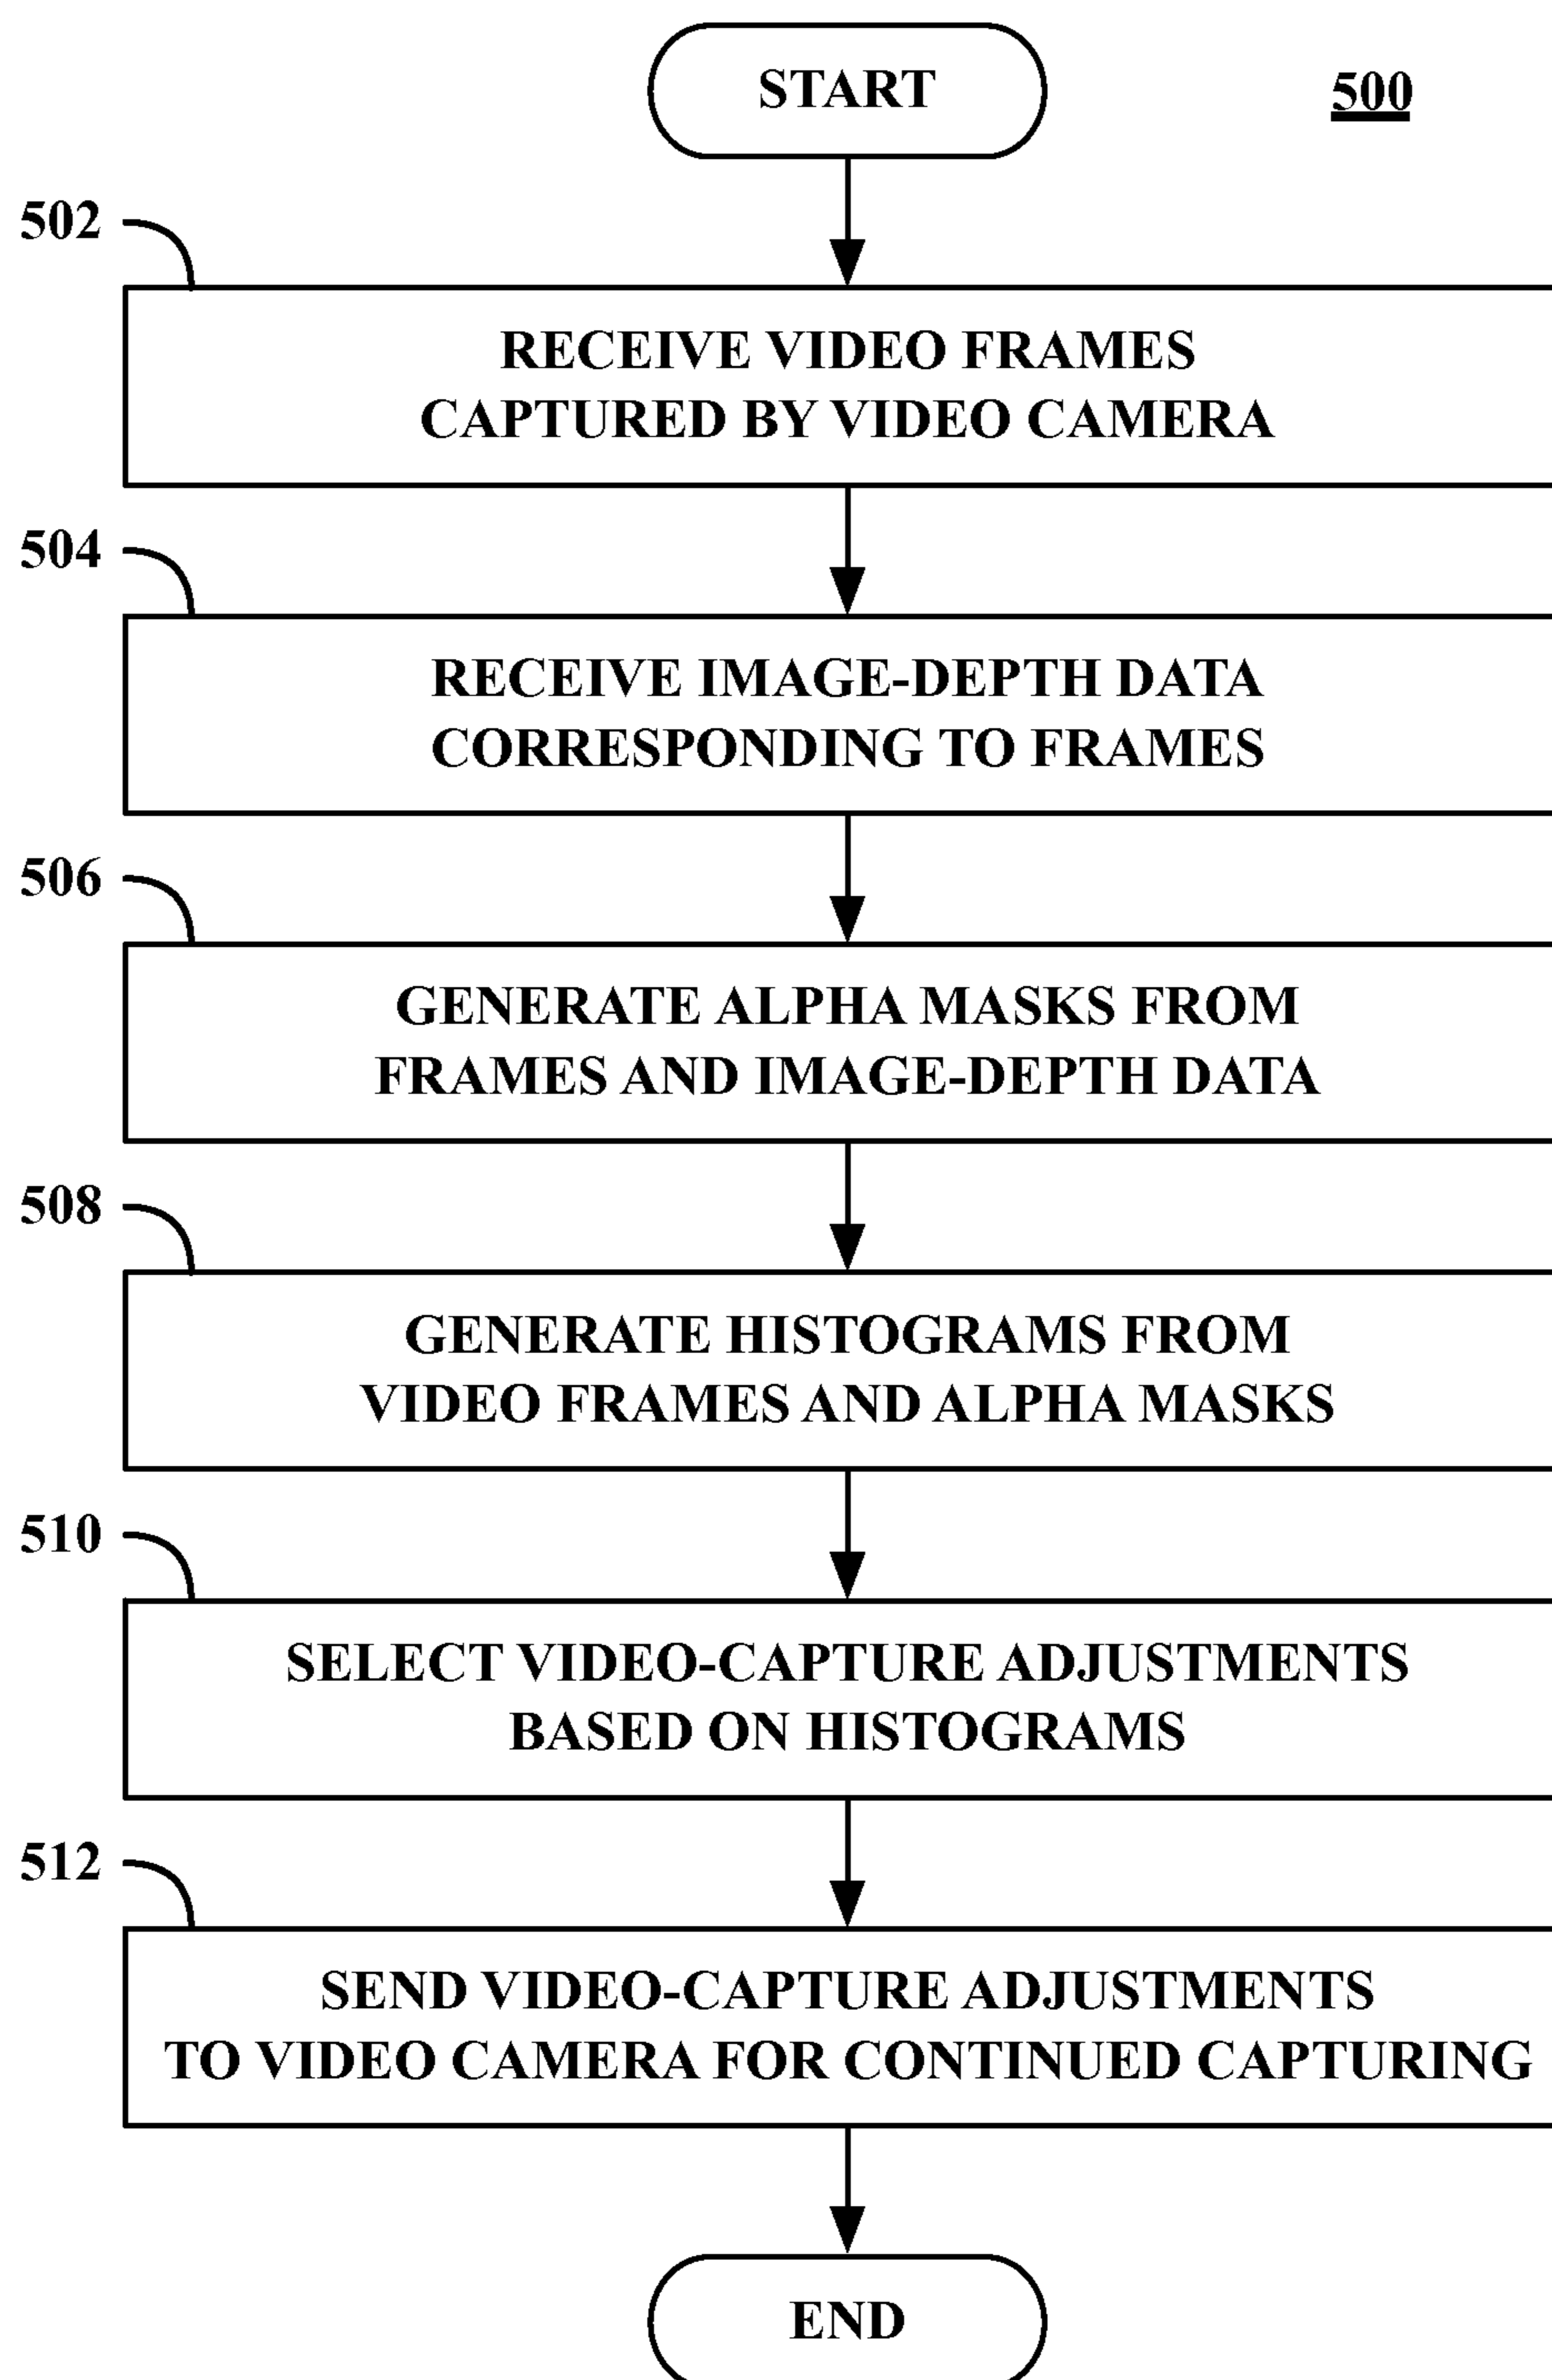 START
500
502
RECEIVE VIDEO FRAMES
CAPTURED BY VIDEO CAMERA
504
RECEIVE IMAGE-DEPTH DATA
CORRESPONDING TO FRAMES
506
GENERATE ALPHA MASKS FROM
FRAMES AND IMAGE-DEPTH DATA
508
GENERATE HISTOGRAMS FROM
VIDEO FRAMES AND ALPHA MASKS
510
SELECT VIDEO-CAPTURE ADJUSTMENTS
BASED ON HISTOGRAMS
512
SEND VIDEO-CAPTURE ADJUSTMENTS
TO VIDEO CAMERA FOR CONTINUED CAPTURING
END